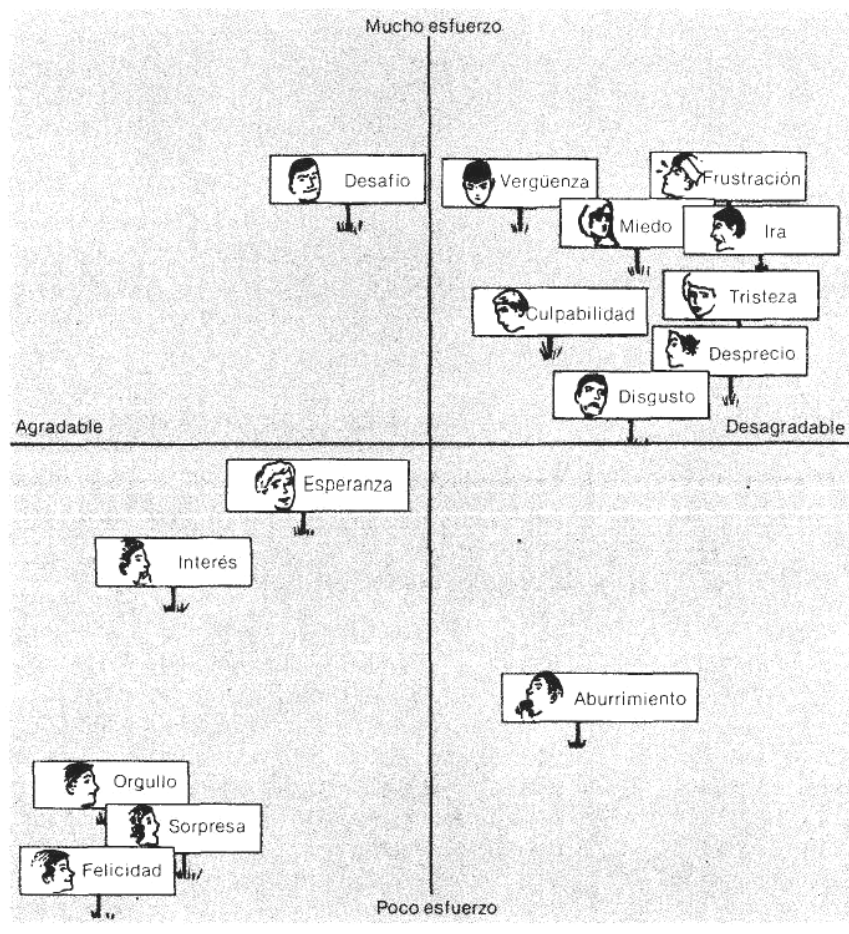 Mucho esfuerzo
Desafío
Vergüenza
Frustración
Miedo
Ira
Tristeza
Culpabilidad
Desprecio
Disgusto
Agradable
Desagradable
Esperanza
Interés
Aburrimiento
Orgullo
Sorpresa
Felicidad
Poco esfuerzo